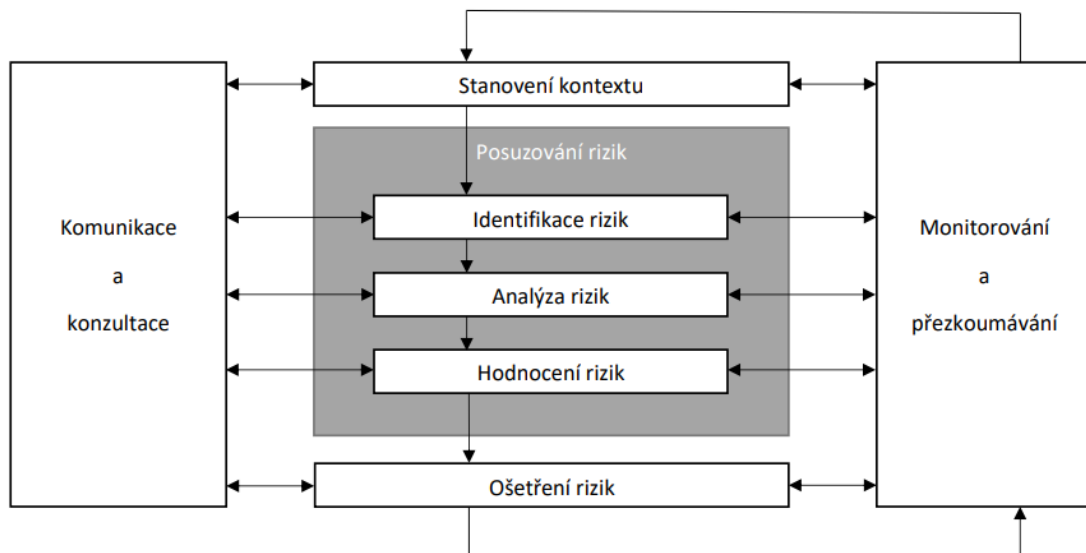 Stanovení kontextu
Posuzování rizik
Komunikace
a
konzultace
Identifikace rizik
Analýza rizik
Hodnocení rizik
Monitorování
a
přezkoumávání
Ošetření rizik